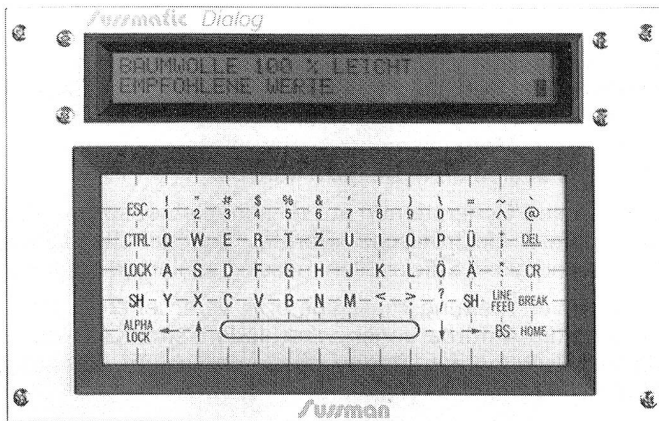 Sussmatic Dialog
BAUMWOLLE 100 % LEICHT
EMPFOHLENE WERTE
ESC ! 1 " 2 # 3 $ 4 % 5 & 6 ' 7 ( 8 ) 9 \ 0 = - ~ ^ ` @
CTRL Q W E R T Z U I O P Ü DEL
LOCK A S D F G H J K L Ö Ä * : CR
SH Y X C V B N M < , > . ? / SH LINE FEED BREAK
ALPHA LOCK ← ↑ ↓ → BS HOME
Sussman